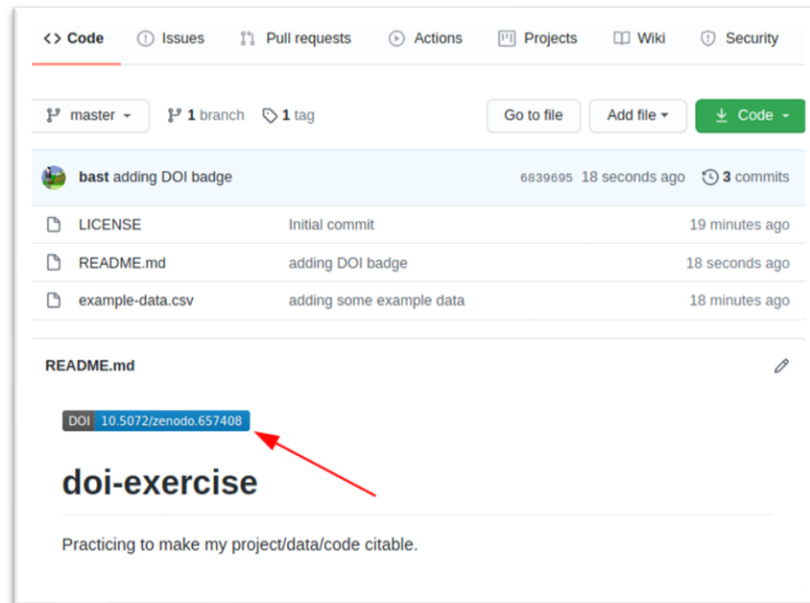 Code Issues Pull requests Actions Projects Wiki Security
master 1 branch 1 tag Go to file Add file Code
bast adding DOI badge 6839695 18 seconds ago 3 commits
LICENSE Initial commit 19 minutes ago
README.md adding DOI badge 18 seconds ago
example-data.csv adding some example data 18 minutes ago
README.md
DOI 10.5072/zenodo.657408
doi-exercise
Practicing to make my project/data/code citable.